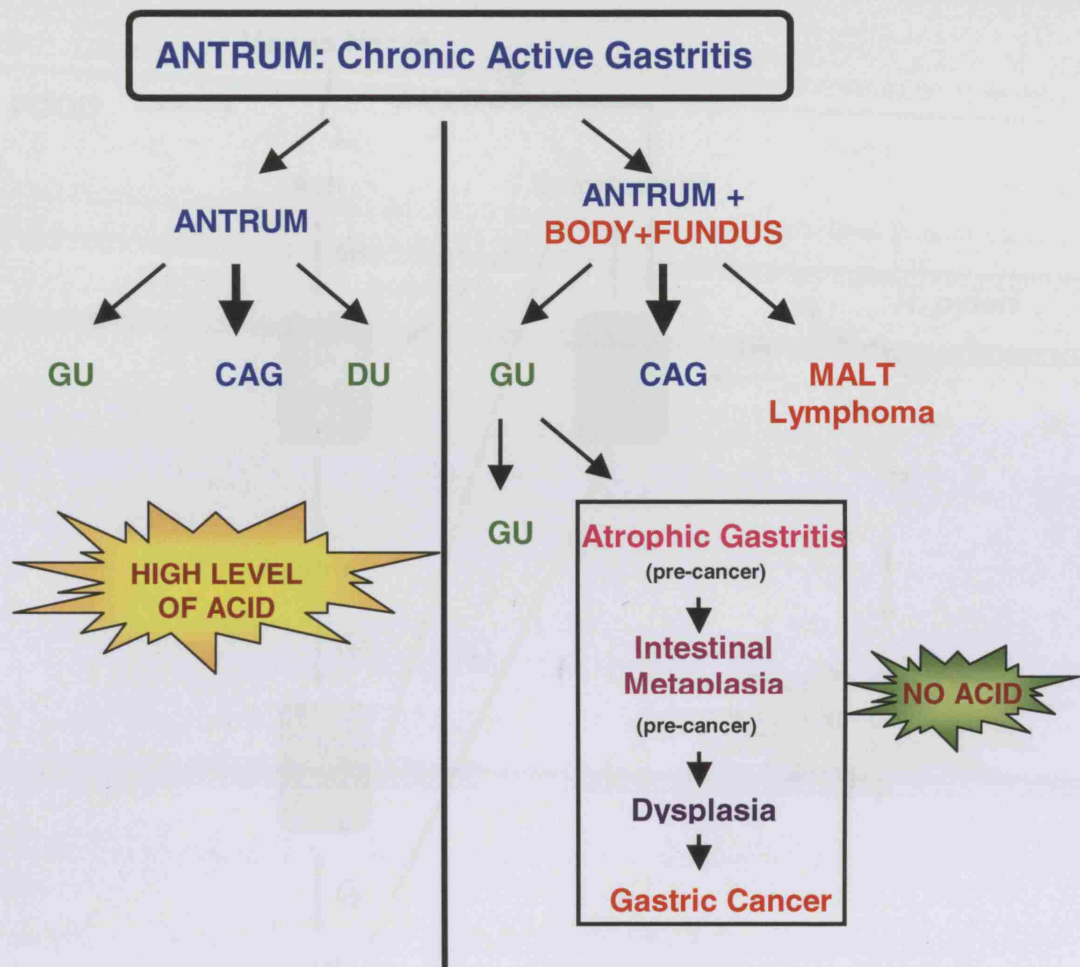 ANTRUM: Chronic Active Gastritis
ANTRUM
GU
CAG
DU
HIGH LEVEL
OF ACID
ANTRUM +
BODY+FUNDUS
GU
CAG
MALT
Lymphoma
GU
Atrophic Gastritis
(pre-cancer)
Intestinal
Metaplasia
(pre-cancer)
Dysplasia
Gastric Cancer
NO ACID